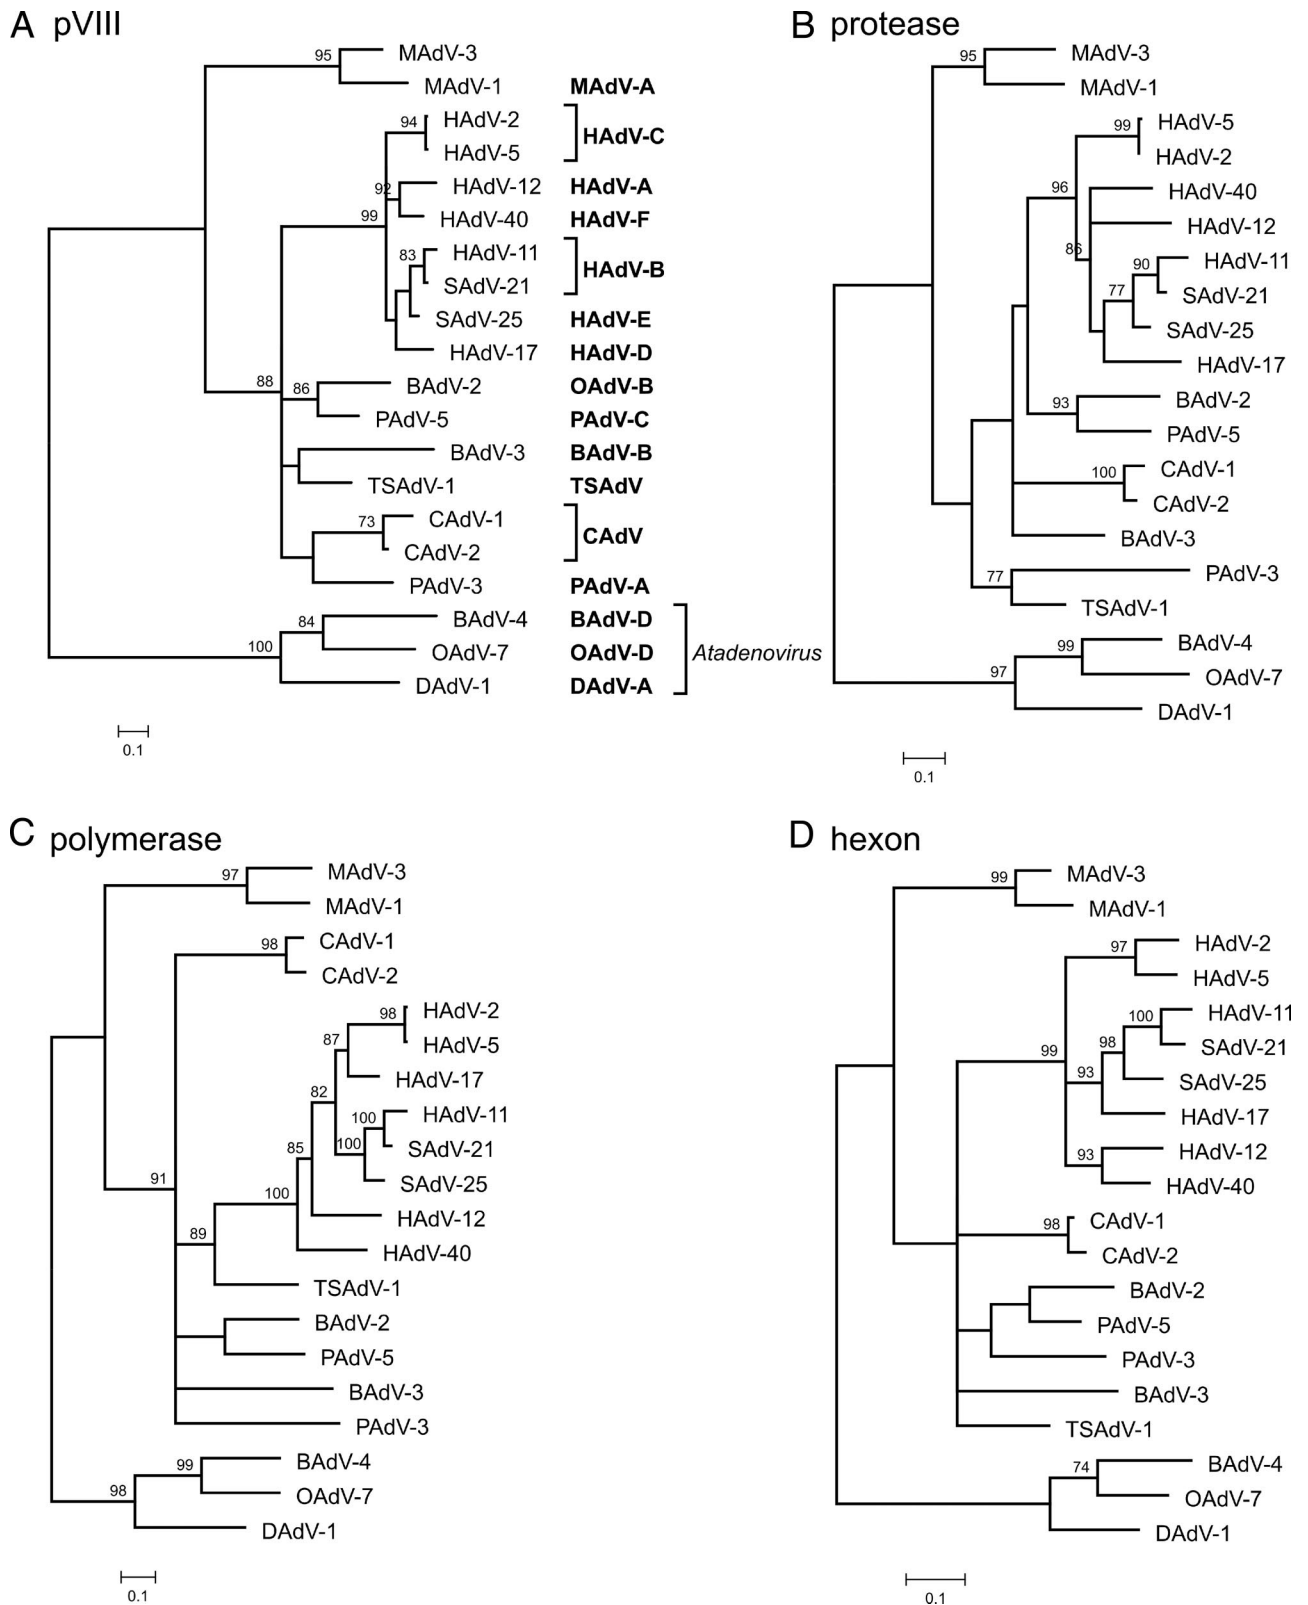 A pVIII
95
MAdV-3
MAdV-1 MAdV-A
94
HAdV-2
HAdV-C
HAdV-5
92
HAdV-12 HAdV-A
99
HAdV-40 HAdV-F
83
HAdV-11
HAdV-B
SAdV-21
SAdV-25 HAdV-E
HAdV-17 HAdV-D
88
86
BAdV-2 OAdV-B
PAdV-5 PAdV-C
BAdV-3 BAdV-B
TSAdV-1 TSAdV
73
CAdV-1
CAdV
CAdV-2
PAdV-3 PAdV-A
84
BAdV-4 BAdV-D
100
OAdV-7 OAdV-D Atadenovirus
DAdV-1 DAdV-A
0.1
B protease
95
MAdV-3
MAdV-1
99
HAdV-5
HAdV-2
96
HAdV-40
HAdV-12
86
90
HAdV-11
77
SAdV-21
SAdV-25
HAdV-17
93
BAdV-2
PAdV-5
100
CAdV-1
CAdV-2
BAdV-3
77
PAdV-3
TSAdV-1
99
BAdV-4
97
OAdV-7
DAdV-1
0.1
C polymerase
97
MAdV-3
MAdV-1
98
CAdV-1
CAdV-2
98
HAdV-2
87
HAdV-5
HAdV-17
82
100
HAdV-11
100
SAdV-21
85
SAdV-25
100
HAdV-12
HAdV-40
91
89
TSAdV-1
BAdV-2
PAdV-5
BAdV-3
PAdV-3
99
BAdV-4
98
OAdV-7
DAdV-1
0.1
D hexon
99
MAdV-3
MAdV-1
97
HAdV-2
HAdV-5
100
HAdV-11
99
98
SAdV-21
93
SAdV-25
HAdV-17
93
HAdV-12
HAdV-40
98
CAdV-1
CAdV-2
BAdV-2
PAdV-5
PAdV-3
BAdV-3
TSAdV-1
74
BAdV-4
OAdV-7
DAdV-1
0.1